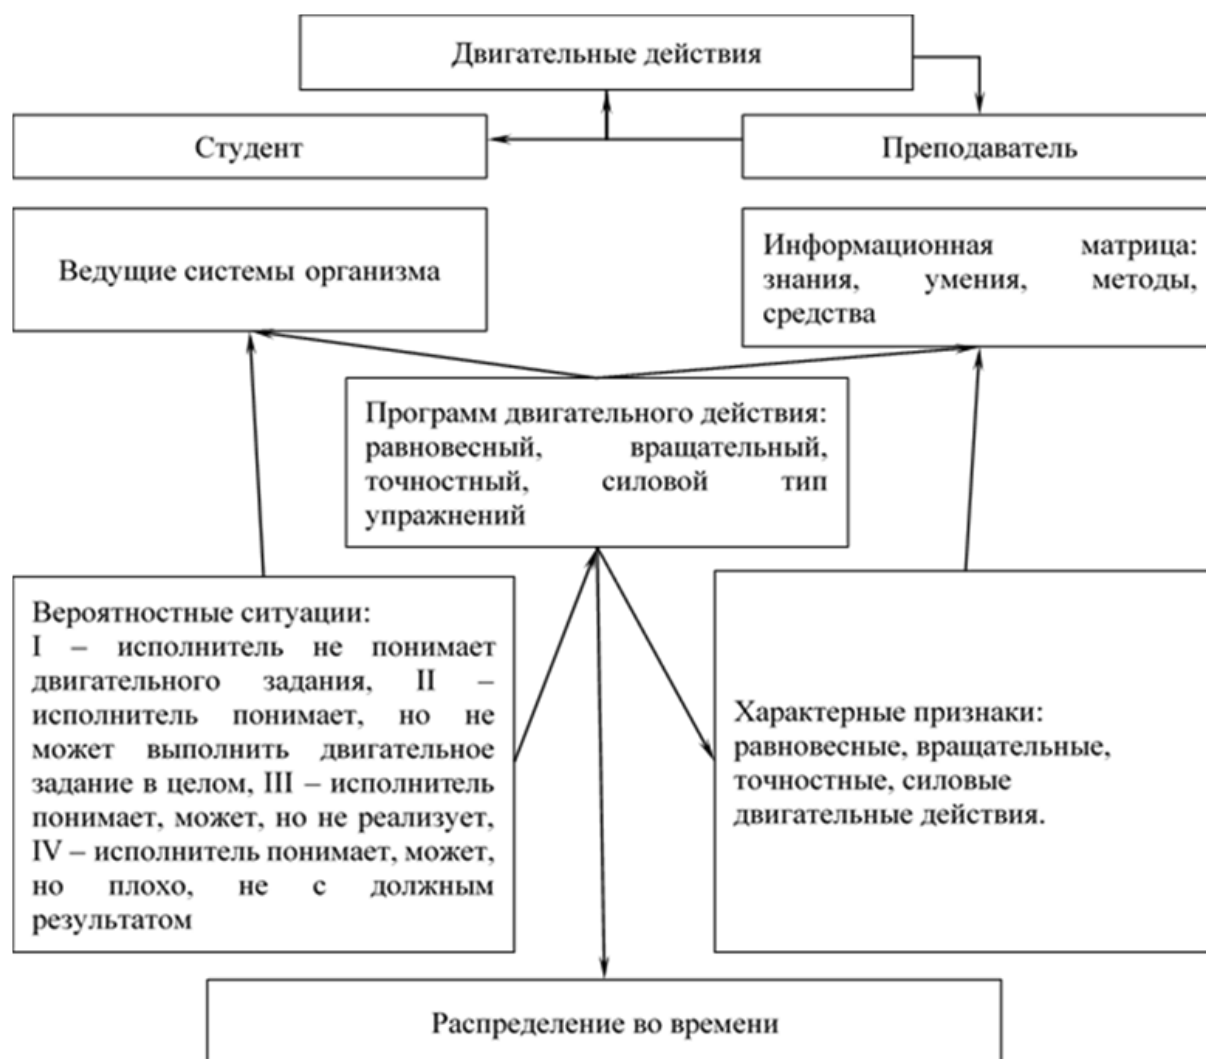 Двигательные действия
Студент
Преподаватель
Ведущие системы организма
Информационная матрица:
знания, умения, методы,
средства
Программ двигательного действия:
равновесный, вращательный,
точностный, силовой тип
упражнений
Вероятностные ситуации:
I – исполнитель не понимает
двигательного задания, II –
исполнитель понимает, но не
может выполнить двигательное
задание в целом, III – исполнитель
понимает, может, но не реализует,
IV – исполнитель понимает, может,
но плохо, не с должным
результатом
Характерные признаки:
равновесные, вращательные,
точностные, силовые
двигательные действия.
Распределение во времени